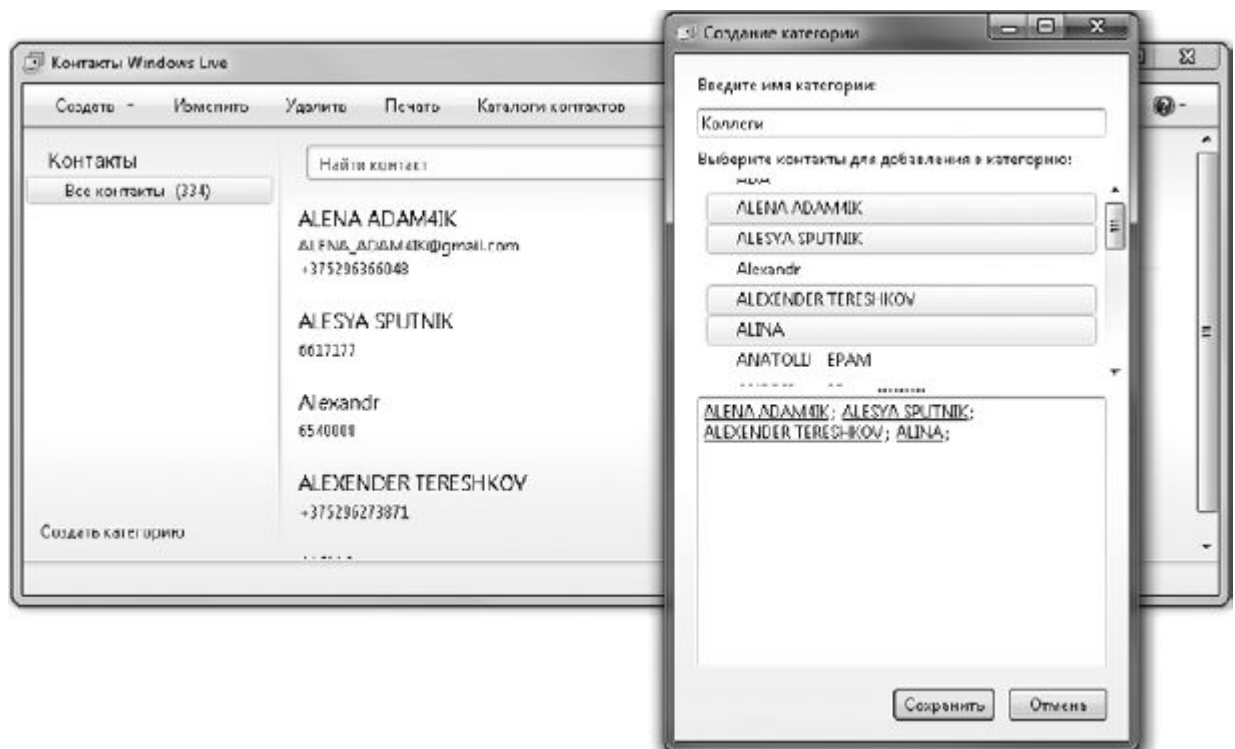 Контакты Windows Live
Создать
Изменить
Удалить
Печать
Каталоги контактов
Контакты
Все контакты (334)
Найти контакт
ALENA ADAM4IK
ALENA_ADAM4IK@gmail.com
+375296366048
ALESYA SPUTNIK
6617177
Alexandr
ALEXENDER TERESHKOV
+375296273871
Создать категорию
Создание категории
Введите имя категории:
Коллеги
Выберите контакты для добавления в категорию:
ADA
ALENA ADAM4IK
ALESYA SPUTNIK
Alexandr
ALEXENDER TERESHKOV
ALINA
ANATOLIJ EPAM
ALENA ADAM4IK; ALESYA SPUTNIK;
ALEXENDER TERESHKOV; ALINA;
Сохранить
Отмена